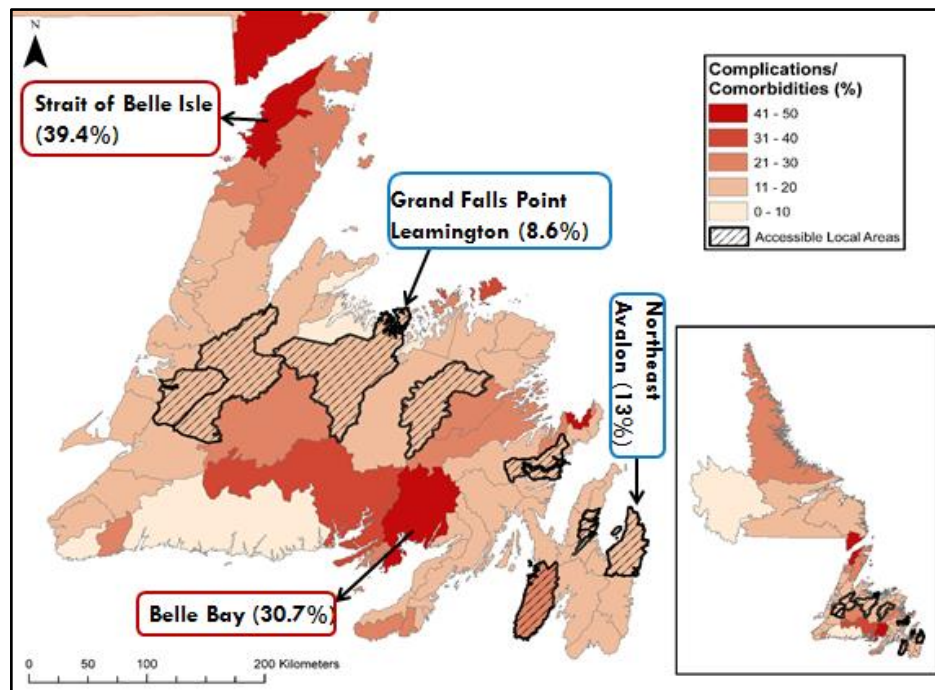 N
Strait of Belle Isle
(39.4%)
Grand Falls Point
Leamington (8.6%)
Northeast
Avalon (13%)
Belle Bay (30.7%)
Complications/
Comorbidities (%)
41 - 50
31 - 40
21 - 30
11 - 20
0 - 10
Accessible Local Areas
0 50 100 200 Kilometers